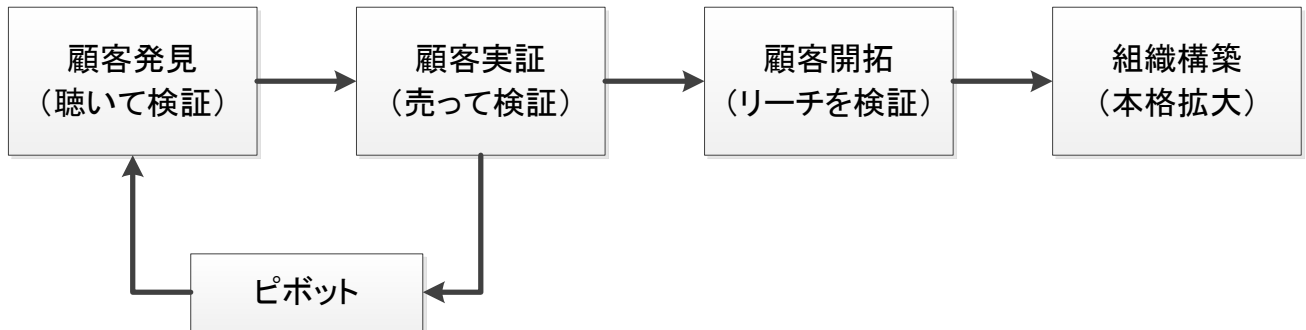 顧客発見
（聴いて検証）
顧客実証
（売って検証）
顧客開拓
（リーチを検証）
組織構築
（本格拡大）
ピボット